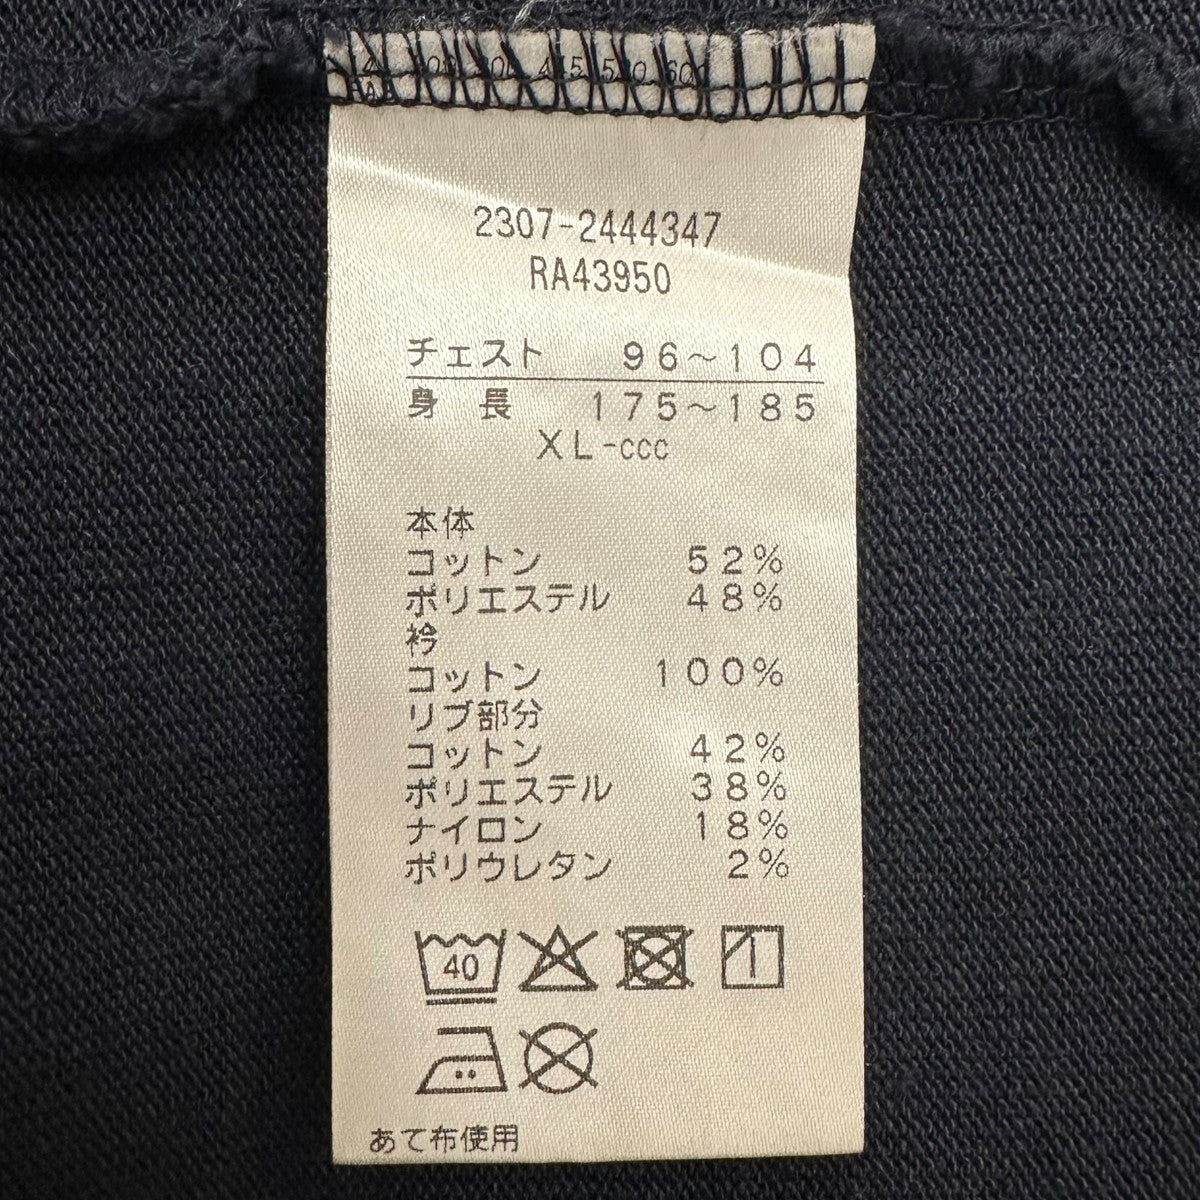 2307-2444347
RA43950
チェスト 96～104
身長 175～185
XL-ccc
本体
コットン 52%
ポリエステル 48%
衿
コットン 100%
リブ部分
コットン 42%
ポリエステル 38%
ナイロン 18%
ポリウレタン 2%
40
あて布使用